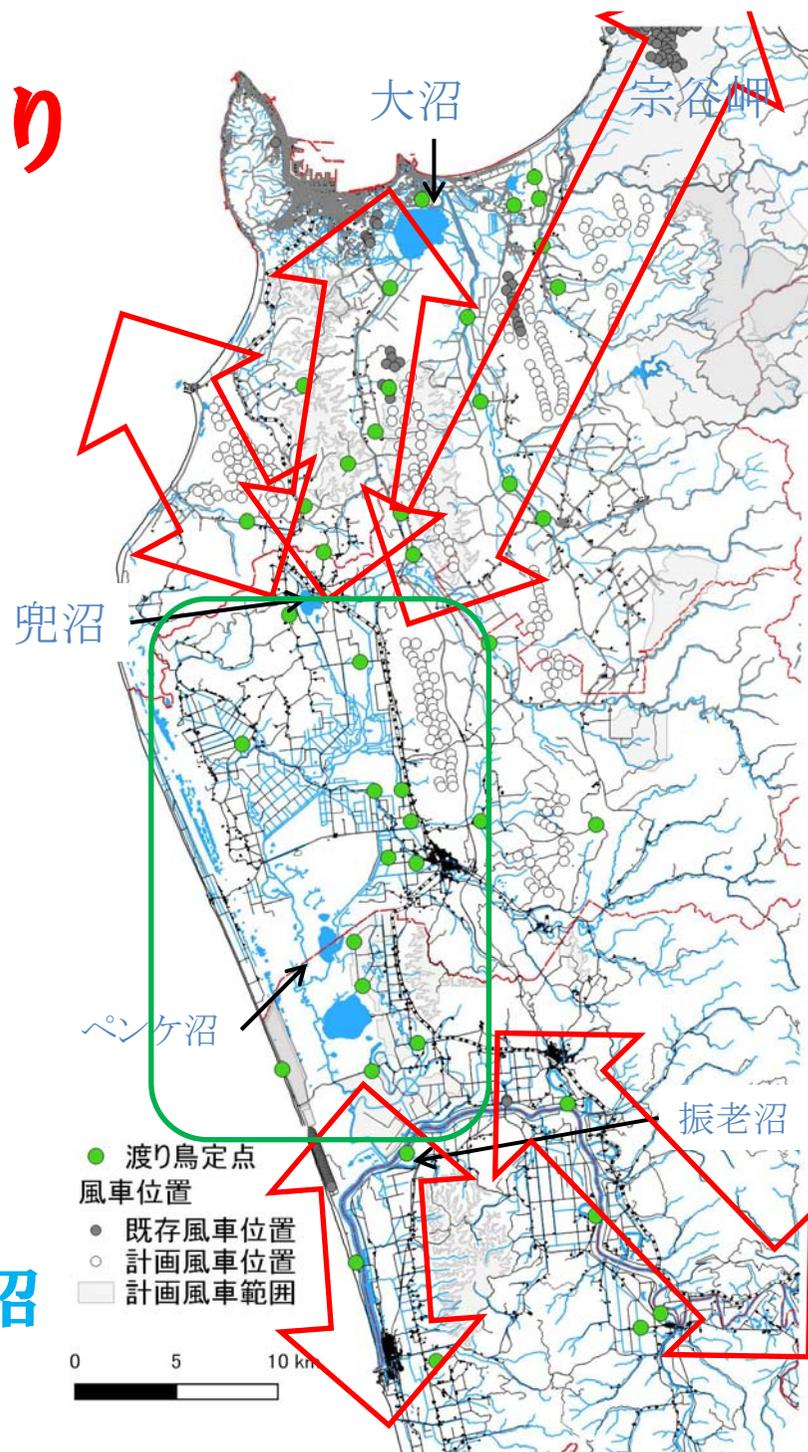 り
大沼
宗谷岬
兜沼
ペンケ沼
振老沼
渡り鳥定点
風車位置
既存風車位置
計画風車位置
計画風車範囲
沼
0 5 10 km